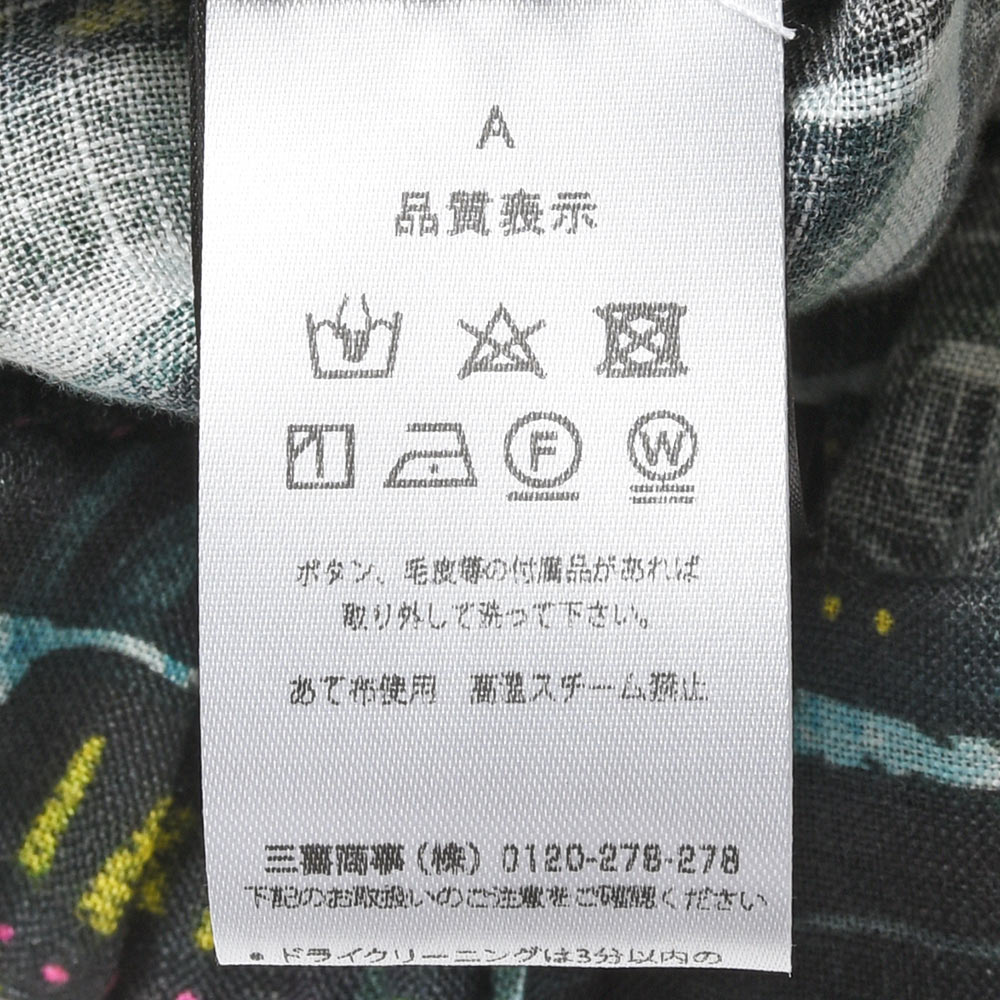 A
品質表示
F W
ボタン、毛皮等の付属品があれば
取り外して洗って下さい。
あて布使用 高温スチーム禁止
三喜商事(株) 0120-278-278
下記のお取扱いのご注意をご確認ください
• ドライクリーニングは3分以内の